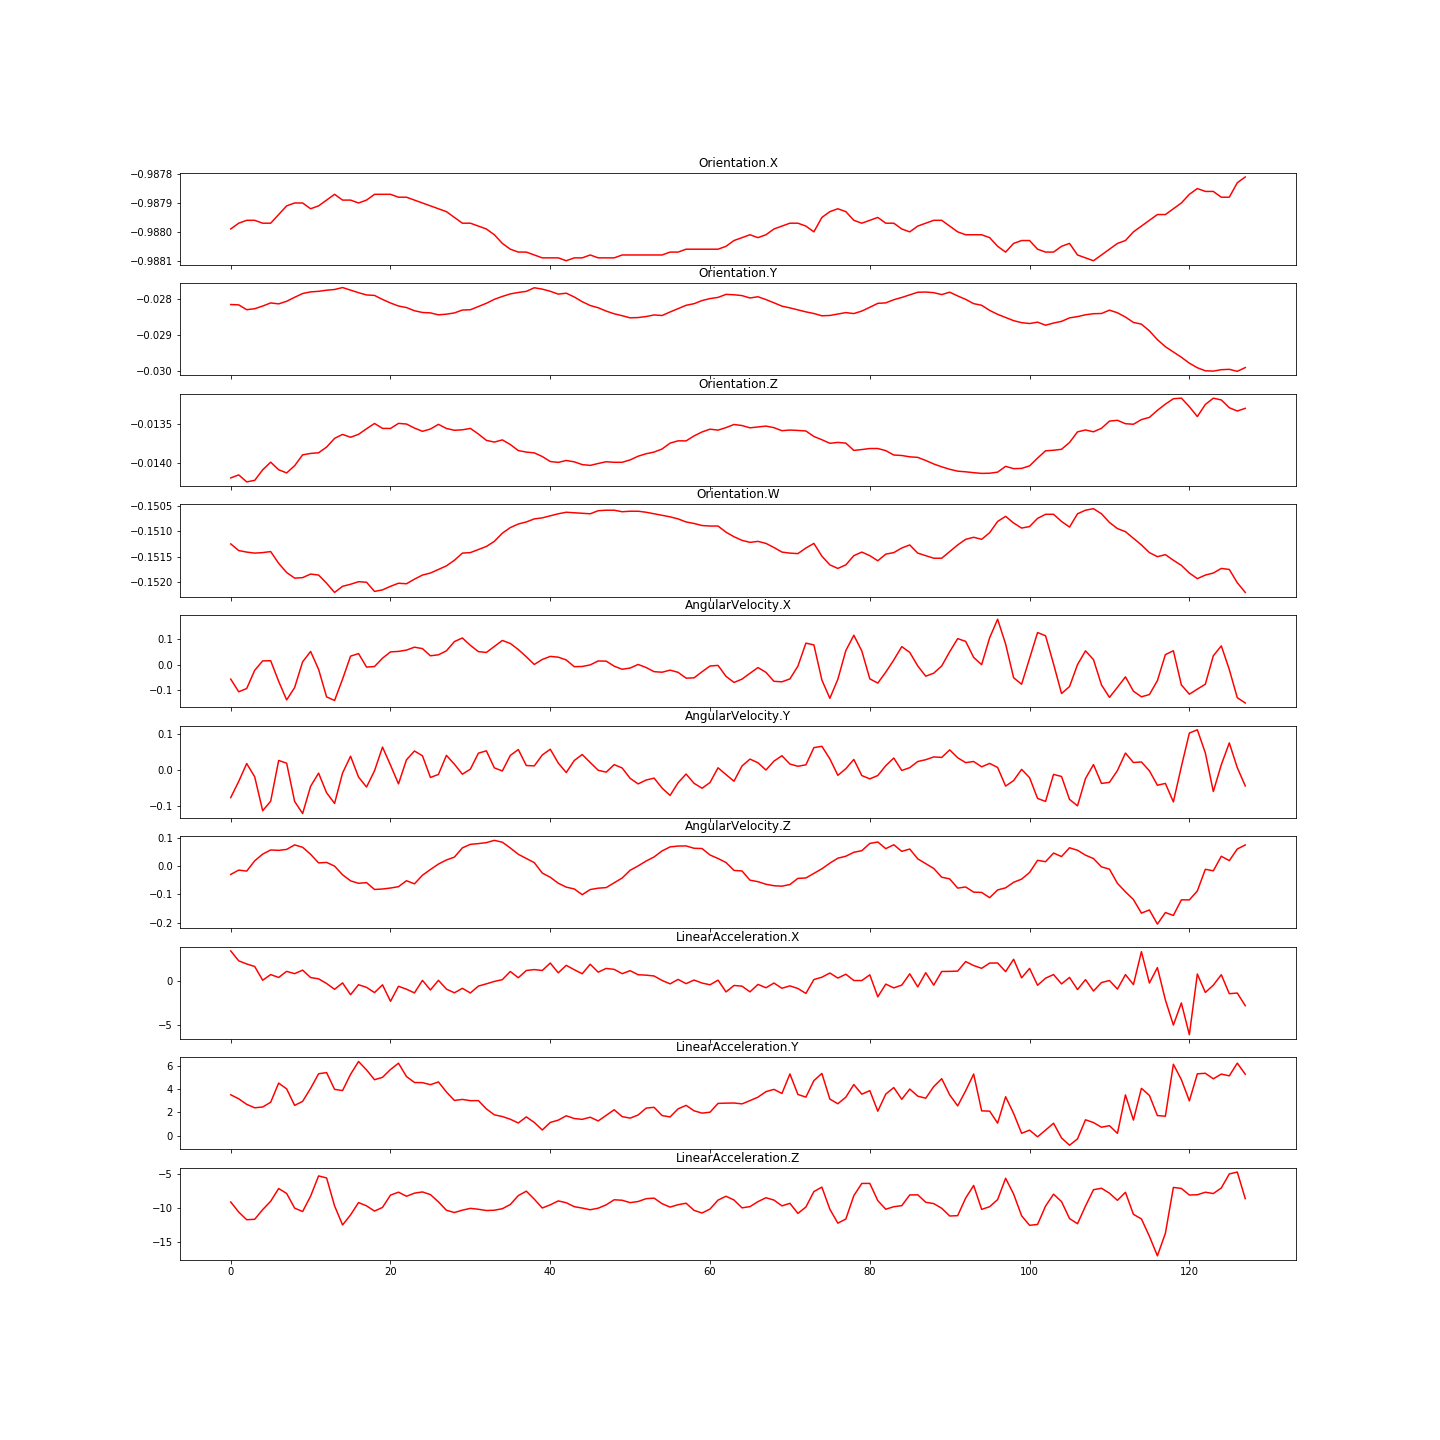 Orientation.X
−0.9878
−0.9879
−0.9880
−0.9881
Orientation.Y
−0.028
−0.029
−0.030
Orientation.Z
−0.0135
−0.0140
Orientation.W
−0.1505
−0.1510
−0.1515
−0.1520
AngularVelocity.X
0.1
0.0
−0.1
AngularVelocity.Y
0.1
0.0
−0.1
AngularVelocity.Z
0.1
0.0
−0.1
−0.2
LinearAcceleration.X
0
−5
LinearAcceleration.Y
6
4
2
0
LinearAcceleration.Z
−5
−10
−15
0 20 40 60 80 100 120